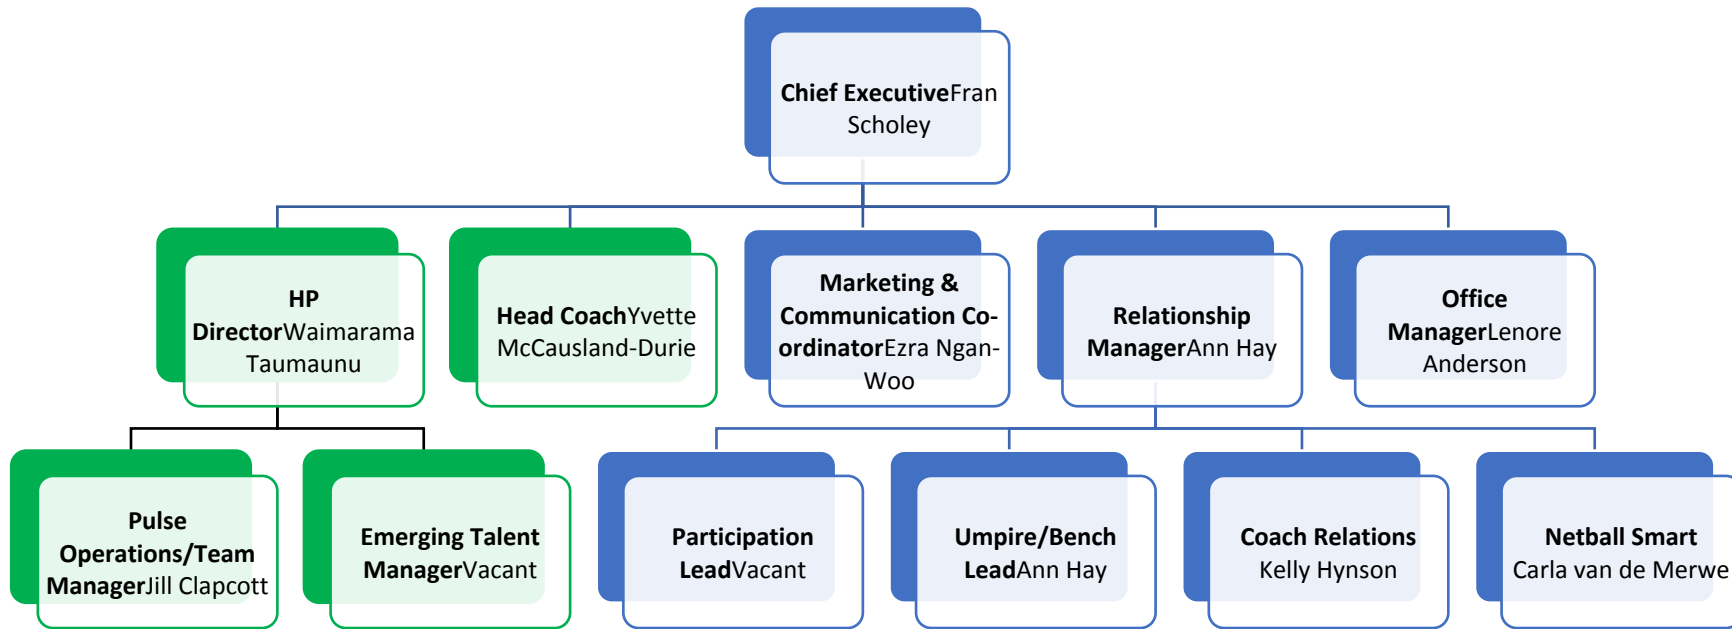 Chief ExecutiveFran
Scholey
HP
DirectorWaimarama
Taumaunu
Head CoachYvette
McCausland-Durie
Marketing &
Communication Co-
ordinatorEzra Ngan-
Woo
Relationship
ManagerAnn Hay
Office
ManagerLenore
Anderson
Pulse
Operations/Team
ManagerJill Clapcott
Emerging Talent
ManagerVacant
Participation
LeadVacant
Umpire/Bench
LeadAnn Hay
Coach Relations
Kelly Hynson
Netball Smart
Carla van de Merwe